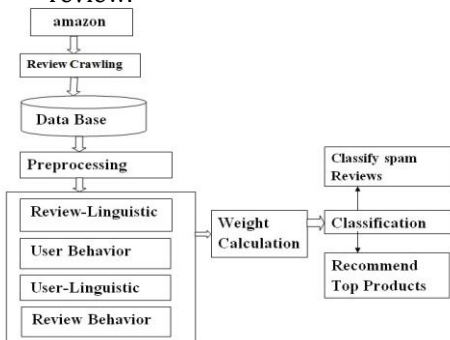 review.
amazon
Review Crawling
Data Base
Preprocessing
Review-Linguistic
User Behavior
User-Linguistic
Review Behavior
Weight
Calculation
Classify spam
Reviews
Classification
Recommend
Top Products